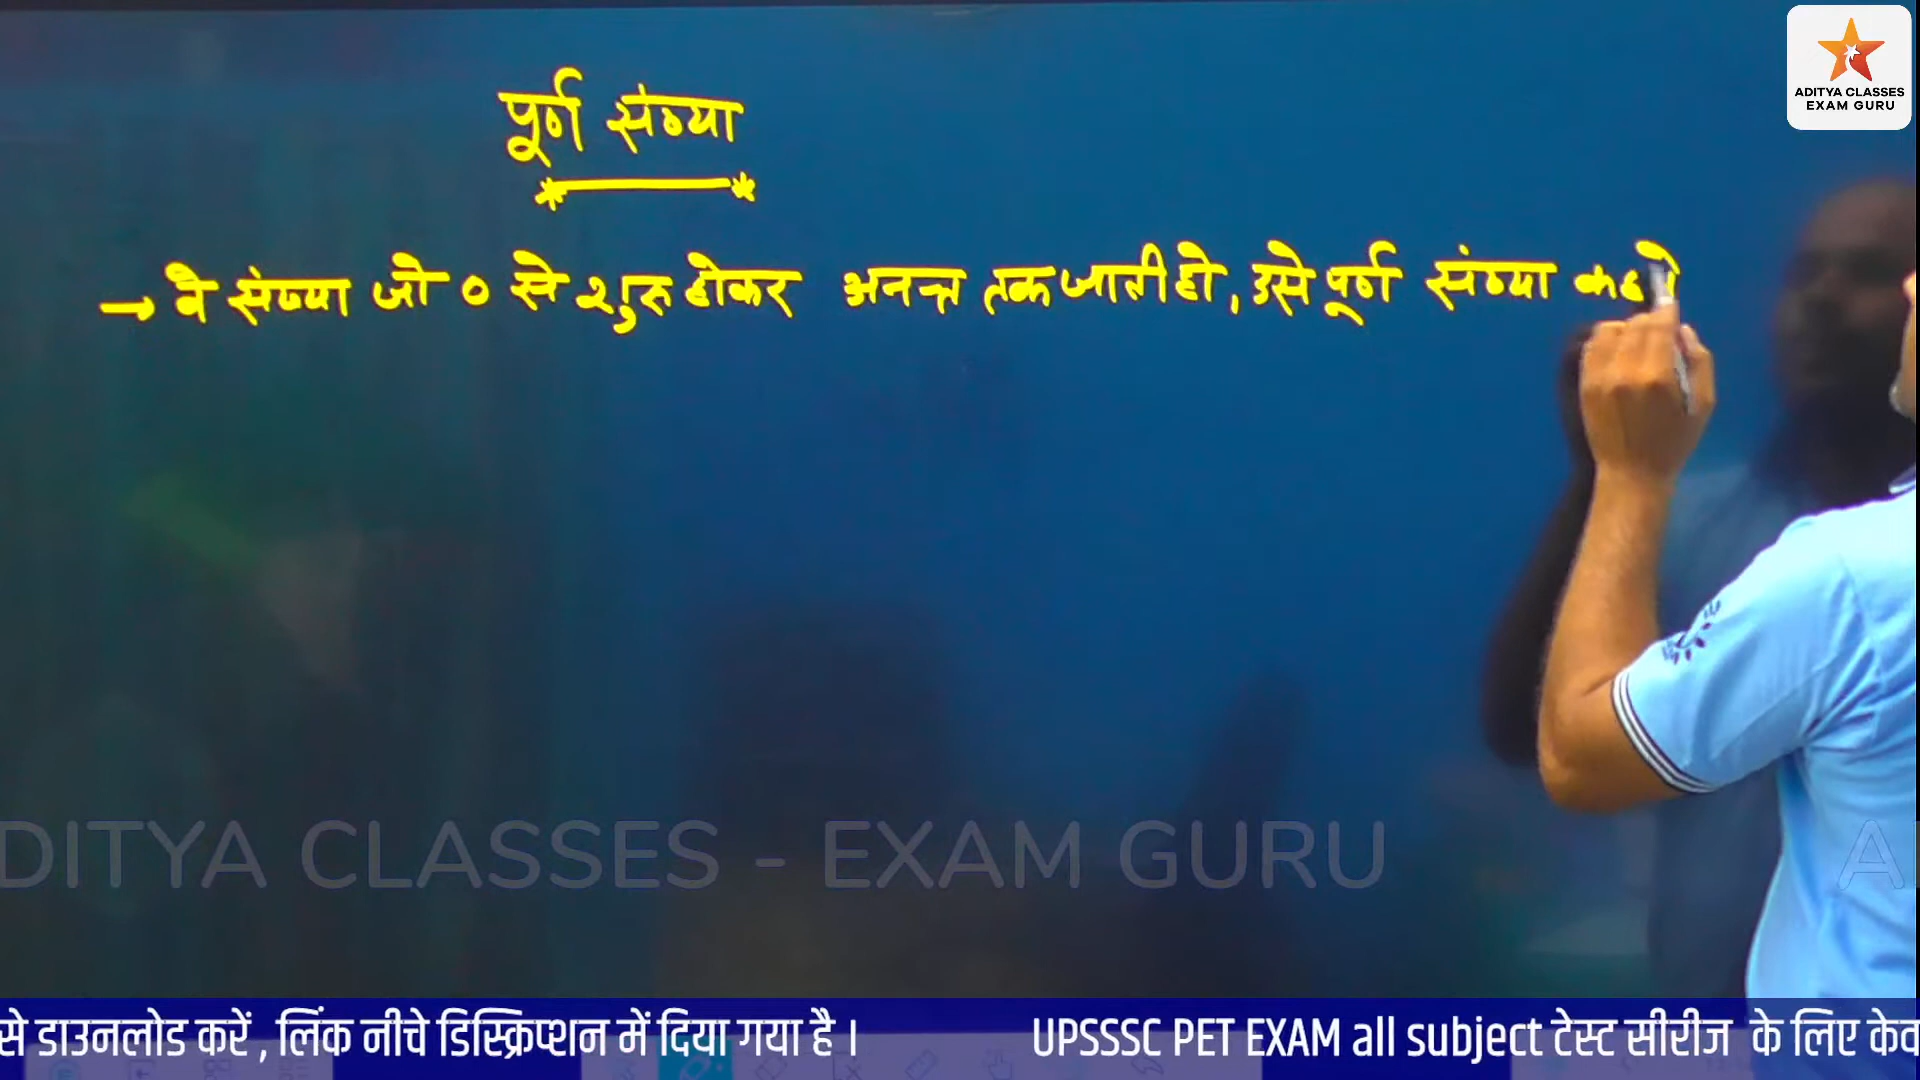 ADITYA CLASSES
EXAM GURU
पूर्ण संख्या
→ वे संख्या जो 0 से शुरु होकर अनन्त तक जाती हो, उसे पूर्ण संख्या कहते
DITYA CLASSES - EXAM GURU A
से डाउनलोड करें, लिंक नीचे डिस्क्रिप्शन में दिया गया है। UPSSSC PET EXAM all subject टेस्ट सीरीज के लिए केव